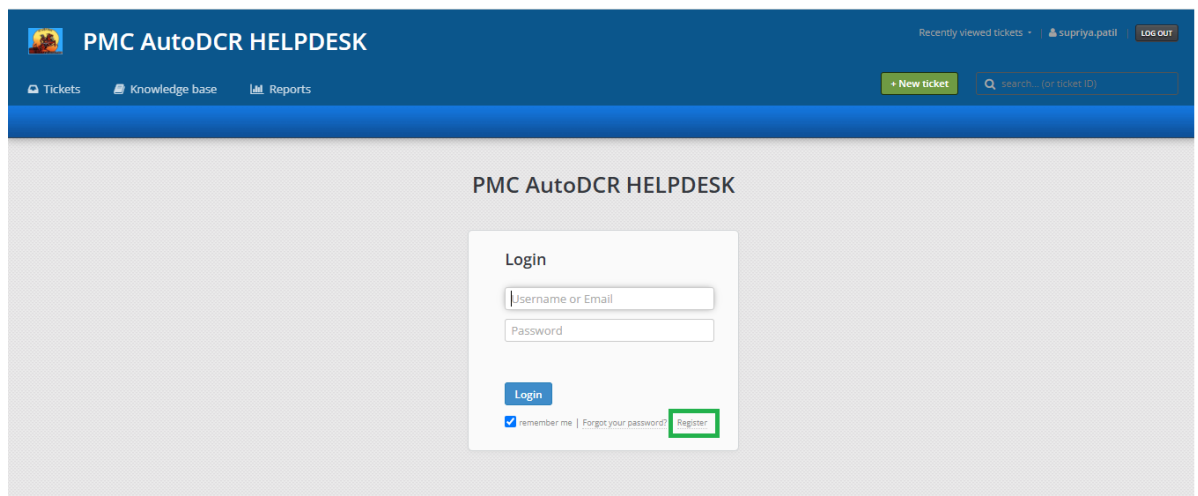 PMC AutoDCR HELPDESK
Recently viewed tickets
supriya.patil
LOG OUT
Tickets
Knowledge base
Reports
+ New ticket
search... (or ticket ID)
PMC AutoDCR HELPDESK
Login
Username or Email
Password
Login
remember me | Forgot your password? Register